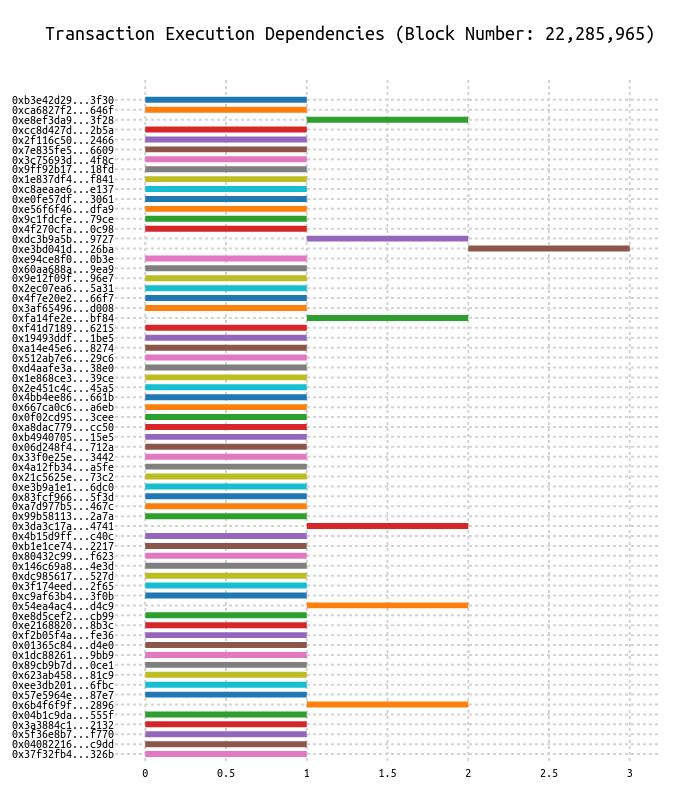 Transaction Execution Dependencies (Block Number: 22,285,965)
0xb3e42d29...3f30
0xca6827f2...646f
0xe8ef3da9...3f28
0xcc8d427d...2b5a
0x2f116c50...2466
0x7e835fe5...6609
0x3c75693d...4f8c
0x9ff92b17...18fd
0x1e837df4...f841
0xc8aeaae6...e137
0xe0fe57df...3061
0xe56f6f46...dfa9
0x9c1fdcfe...79ce
0x4f270cfa...0c98
0xdc3b9a5b...9727
0xe3bd041d...26ba
0xe94ce8f0...0b3e
0x60aa688a...9ea9
0x9e12f09f...96e7
0x2ec07ea6...5a31
0x4f7e20e2...66f7
0x3af65496...d008
0xfa14fe2e...bf84
0xf41d7189...6215
0x19493ddf...1be5
0xa14e45e6...8274
0x512ab7e6...29c6
0xd4aafe3a...38e0
0x1e868ce3...39ce
0x2e451c4c...45a5
0x4bb4ee86...661b
0x667ca0c6...a6eb
0x0f02cd95...3cee
0xa8dac779...cc50
0xb4940705...15e5
0x06d248f4...712a
0x33f0e25e...3442
0x4a12fb34...a5fe
0x21c5625e...73c2
0xe3b9a1e1...6dc0
0x83fcf966...5f3d
0xa7d977b5...467c
0x99b58113...2a7a
0x3da3c17a...4741
0x4b15d9ff...c40c
0xb1e1ce74...2217
0x80432c99...f623
0x146c69a8...4e3d
0xdc985617...527d
0x3f174eed...2f65
0xc9af63b4...3f0b
0x54ea4ac4...d4c9
0xe8d5cef2...cb99
0xe2168820...8b3c
0xf2b05f4a...fe36
0x01365c84...d4e0
0x1dc88261...9bb9
0x89cb9b7d...0ce1
0x623ab458...81c9
0xee3db201...6fbc
0x57e5964e...87e7
0x6b4f6f9f...2896
0x04b1c9da...555f
0x3a3884c1...2132
0x5f36e8b7...f770
0x04082216...c9dd
0x37f32fb4...326b
0 0.5 1 1.5 2 2.5 3